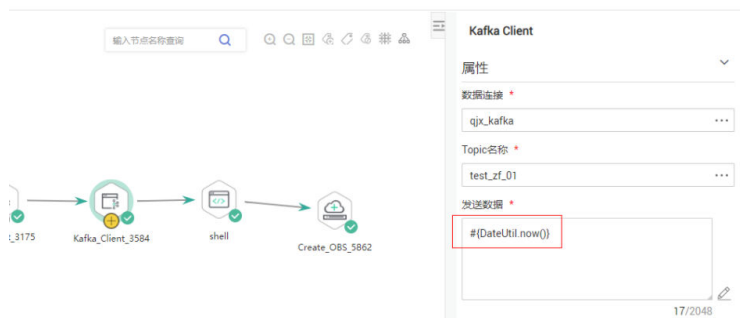 输入节点名称查询
Kafka Client
属性
数据连接 *
qjx_kafka
Topic名称 *
test_zf_01
发送数据 *
#{DateUtil.now()}
17/2048
:_3175
Kafka_Client_3584
shell
Create_OBS_5862